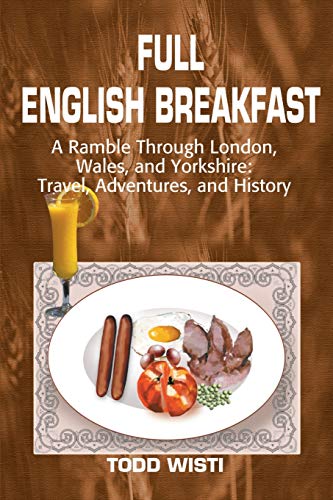 FULL
ENGLISH BREAKFAST
A Ramble Through London,
Wales, and Yorkshire:
Travel, Adventures, and History
TODD WISTI